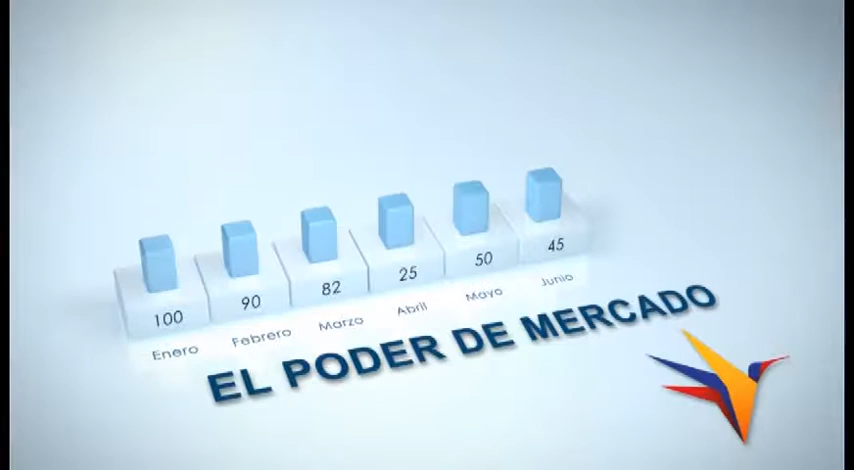 100 90 82 25 50 45
Enero Febrero Marzo Abril Mayo Junio
EL PODER DE MERCADO